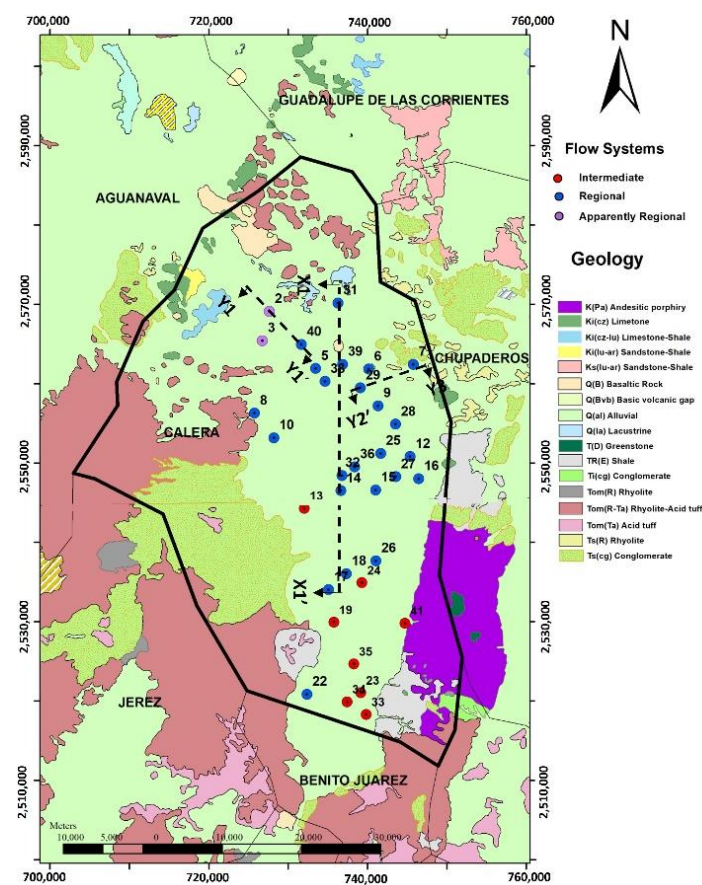 700,000 720,000 740,000 760,000
N
GUADALUPE DE LAS CORRIENTES
2,590,000
2,590,000
Flow Systems
Intermediate
Regional
Apparently Regional
AGUANAVAL
Geology
X1
31
2
Y1
2,570,000
2,570,000
3
40
39
5
38
6
7
CHUPADEROS
Y1'
29
Y2
9
Y2'
8
28
CALERA
10
36
25
12
32
27
14
15
16
2,550,000
2,550,000
13
K(Pa) Andesitic porphiry
Ki(cz) Limetone
Ki(cz-lu) Limestone-Shale
Ki(lu-ar) Sandstone-Shale
Ks(lu-ar) Sandstone-Shale
Q(B) Basaltic Rock
Q(Bvb) Basic volcanic gap
Q(al) Alluvial
Q(la) Lacustrine
T(D) Greenstone
TR(E) Shale
Ti(cg) Conglomerate
Tom(R) Rhyolite
Tom(R-Ta) Rhyolite-Acid tuff
Tom(Ta) Acid tuff
Ts(R) Rhyolite
Ts(cg) Conglomerate
26
18
24
X1'
19
41
2,530,000
2,530,000
35
22
34
23
33
JEREZ
BENITO JUAREZ
2,510,000
2,510,000
Meters
10,000 5,000 0 10,000 20,000 30,000
700,000 720,000 740,000 760,000